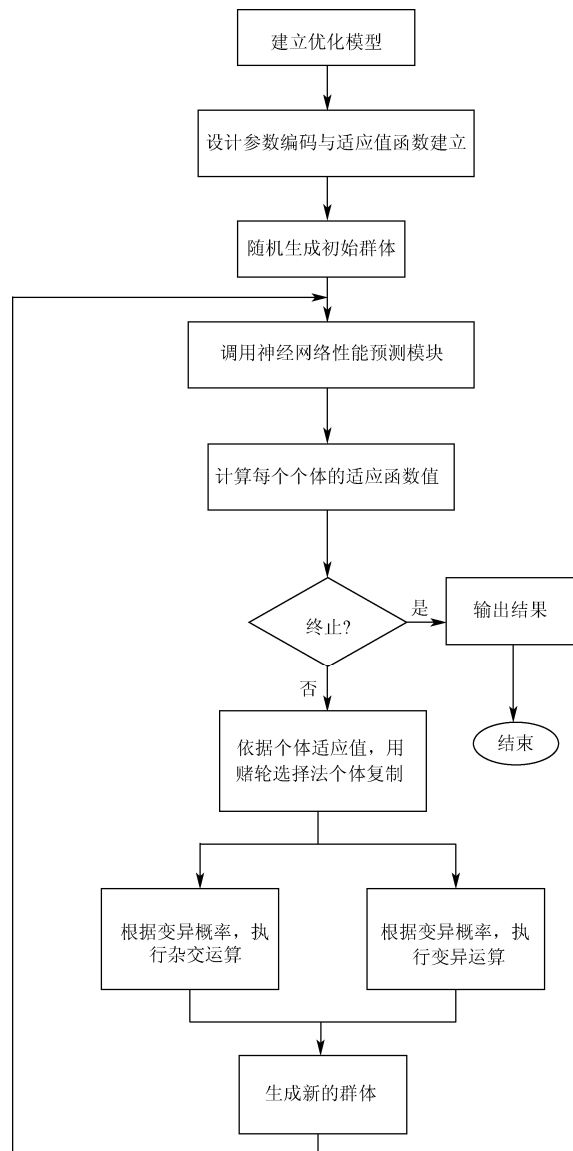 建立优化模型
设计参数编码与适应值函数建立
随机生成初始群体
调用神经网络性能预测模块
计算每个个体的适应函数值
终止?
是
输出结果
否
结束
依据个体适应值，用
赌轮选择法个体复制
根据变异概率，执
行杂交运算
根据变异概率，执
行变异运算
生成新的群体